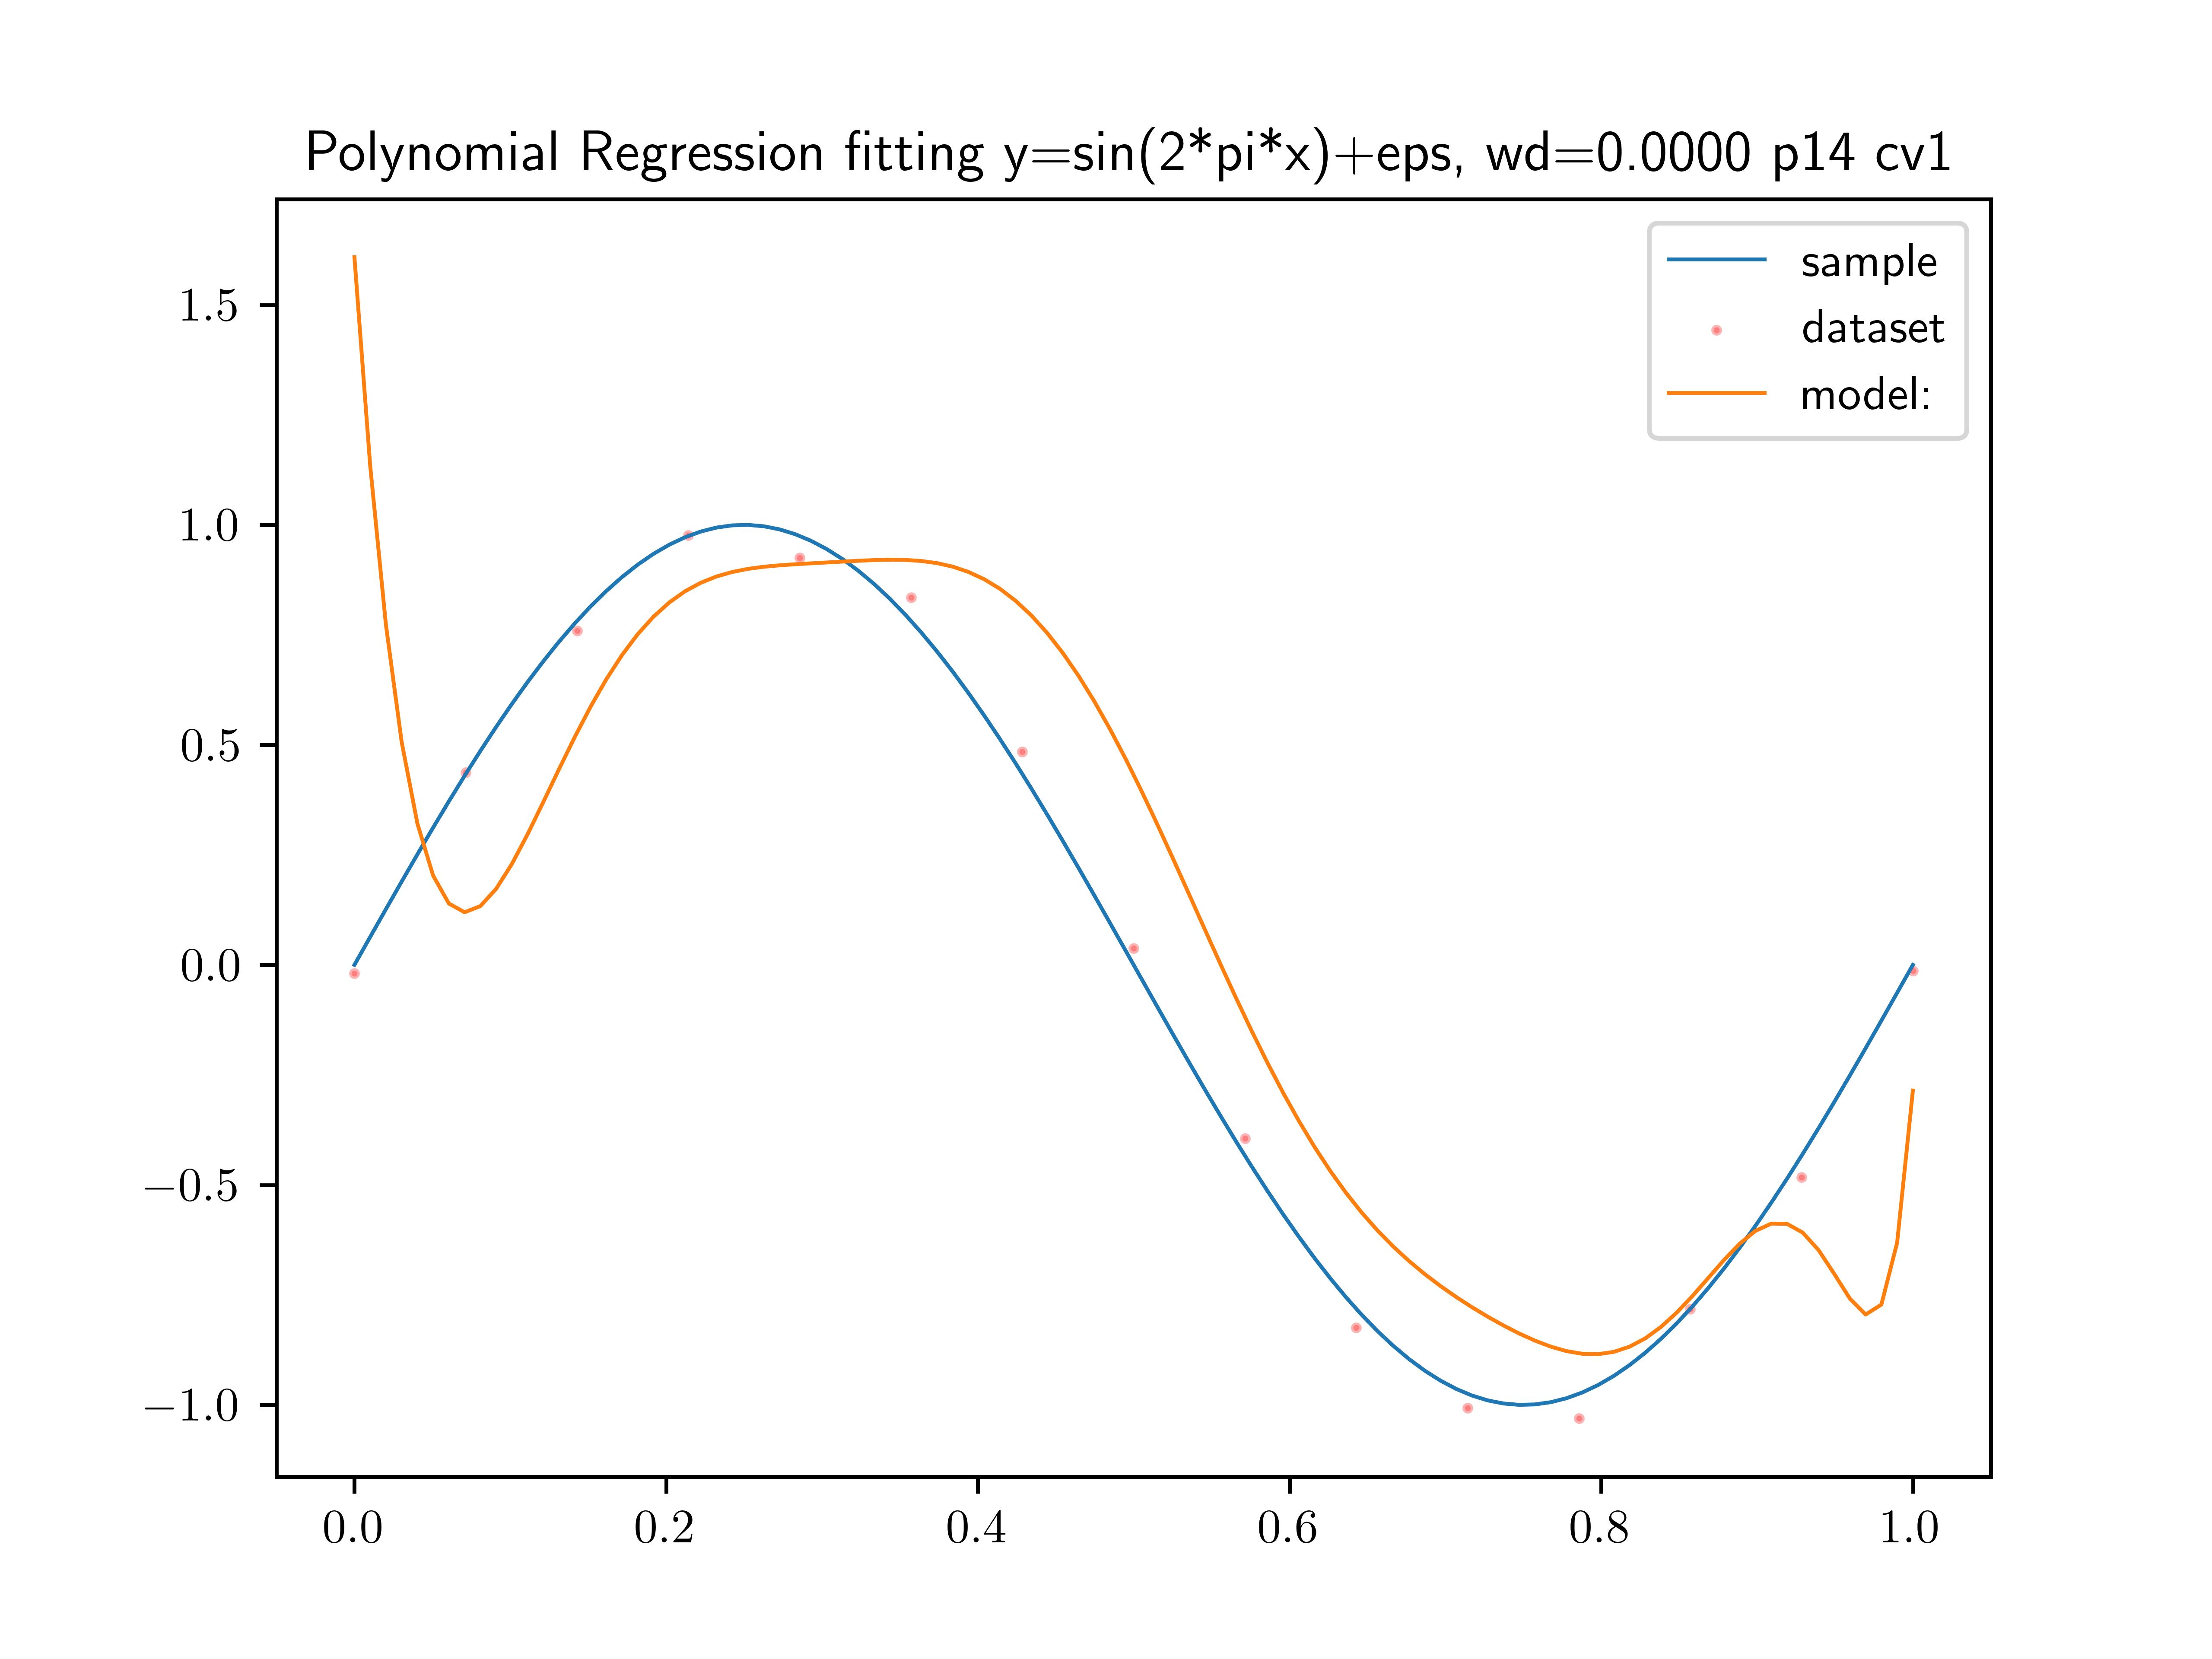 Polynomial Regression fitting y=sin(2*pi*x)+eps, wd=0.0000 p14 cv1
sample
dataset
model:
1.5
1.0
0.5
0.0
−0.5
−1.0
0.0 0.2 0.4 0.6 0.8 1.0